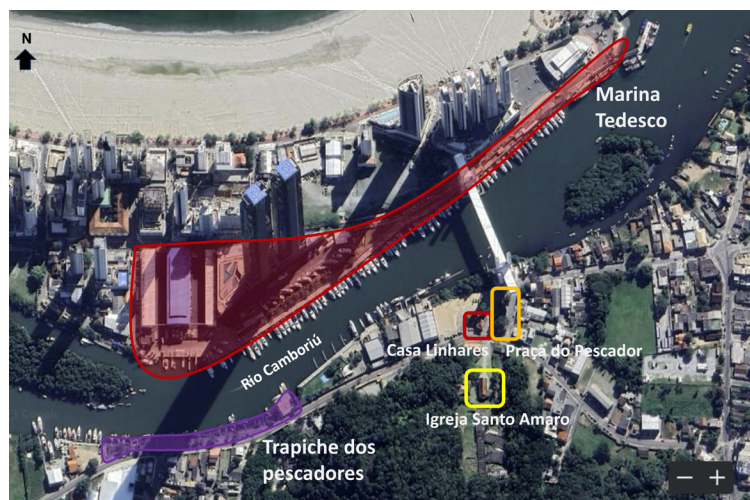 N
Marina
Tedesco
Rio Camboriú
Casa Linhares
Praça do Pescador
Igreja Santo Amaro
Trapiche dos
pescadores